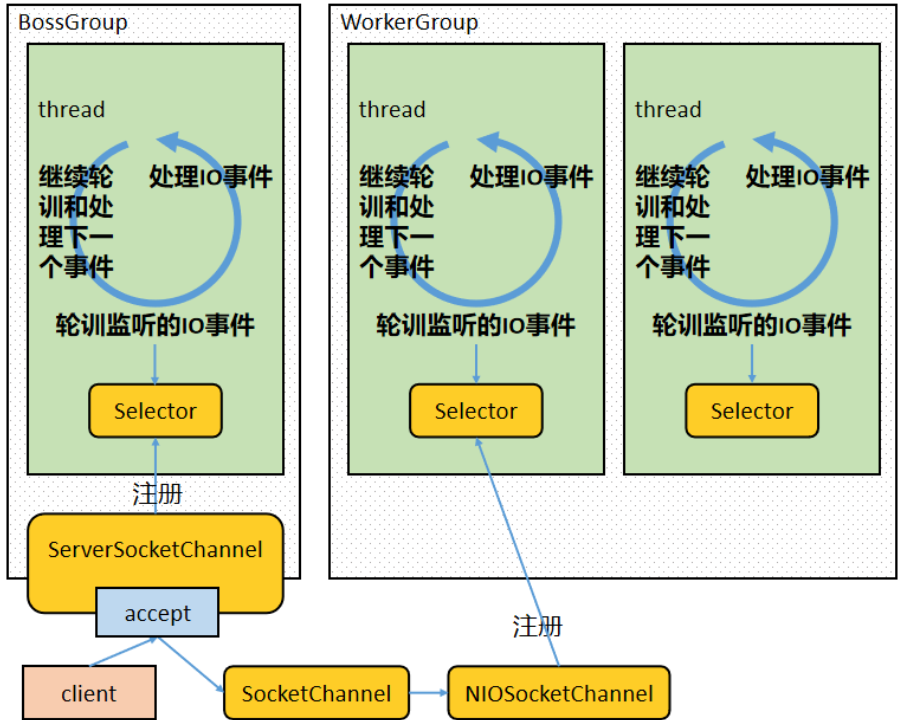 BossGroup
thread
继续轮
训和处
理下一
个事件
处理IO事件
轮训监听的IO事件
Selector
注册
ServerSocketChannel
accept
client
WorkerGroup
thread
继续轮
训和处
理下一
个事件
处理IO事件
轮训监听的IO事件
Selector
thread
继续轮
训和处
理下一
个事件
处理IO事件
轮训监听的IO事件
Selector
注册
SocketChannel
NIOSocketChannel